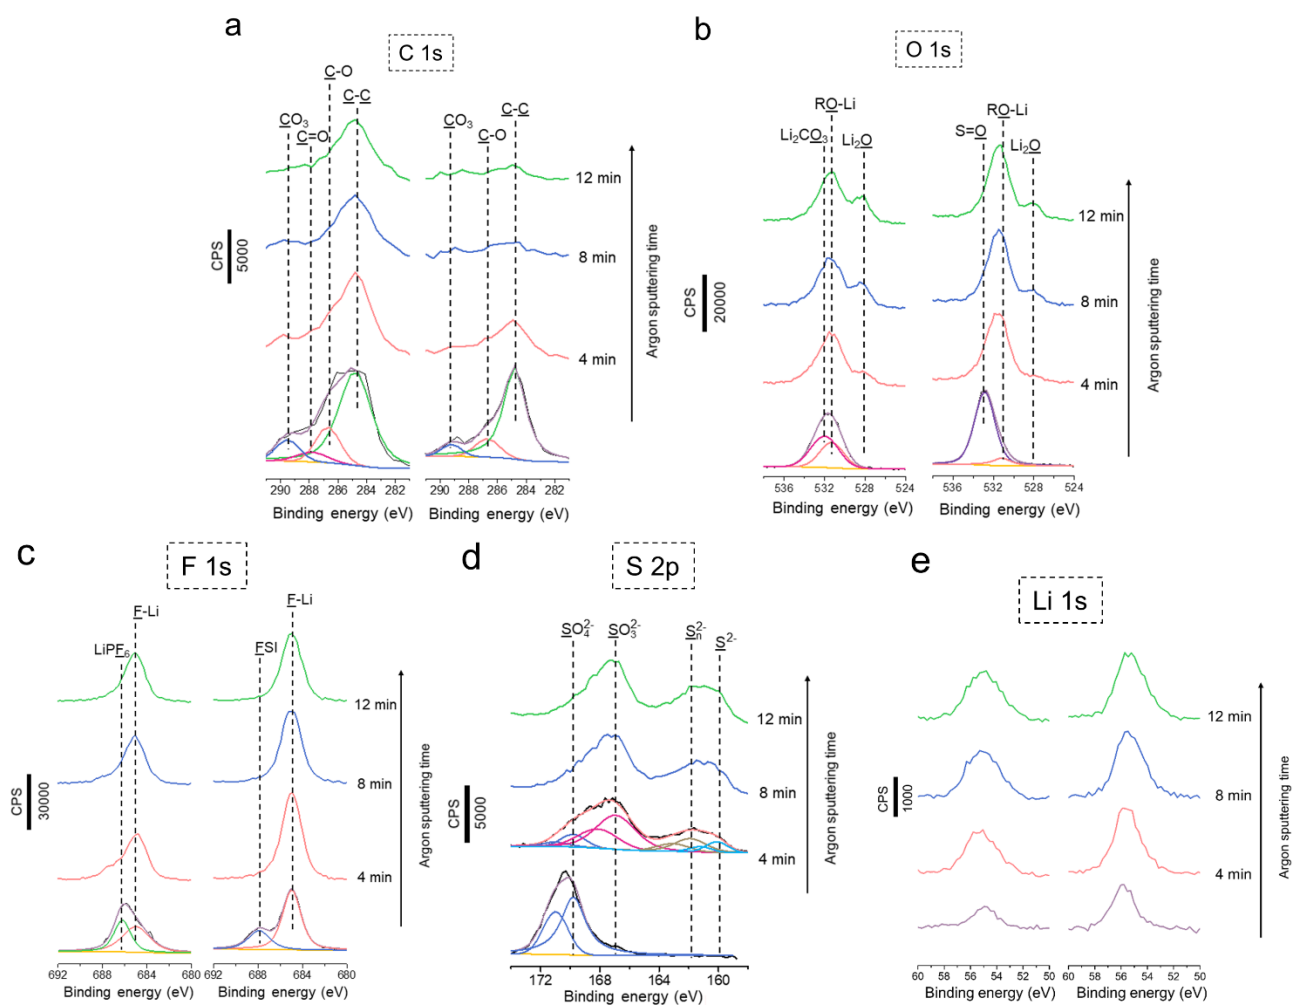 a
C 1s
C-O
C-C
CO3
C=O
C-C
CO3
C-O
12 min
8 min
4 min
CPS
5000
Argon sputtering time
290 288 286 284 282
290 288 286 284 282
Binding energy (eV)
Binding energy (eV)
b
O 1s
RO-Li
Li2CO3
Li2O
RO-Li
S=O
Li2O
12 min
8 min
4 min
CPS
20000
Argon sputtering time
536 532 528 524
536 532 528 524
Binding energy (eV)
Binding energy (eV)
c
F 1s
F-Li
LiPF6
F-Li
FSI
12 min
8 min
4 min
CPS
30000
Argon sputtering time
692 688 684 680
692 688 684 680
Binding energy (eV)
Binding energy (eV)
d
S 2p
SO4 2-
SO3 2-
Sn 2-
S2-
12 min
8 min
4 min
CPS
5000
Argon sputtering time
172 168 164 160
Binding energy (eV)
e
Li 1s
12 min
8 min
4 min
CPS
1000
Argon sputtering time
60 58 56 54 52 50
60 58 56 54 52 50
Binding energy (eV)
Binding energy (eV)